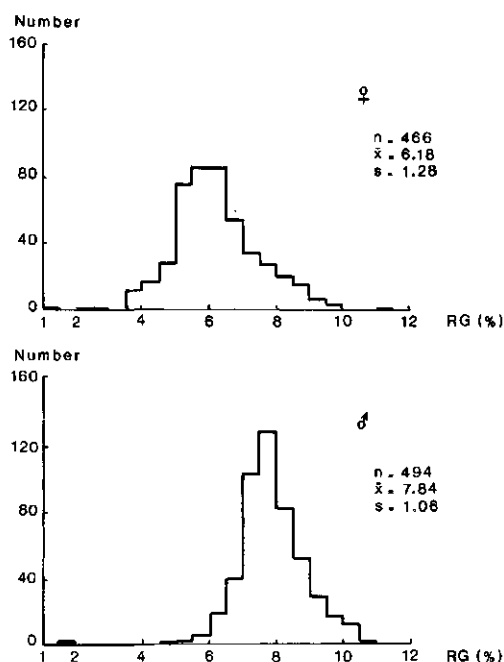 Number
160
♀
120
n = 466
x̄ = 6.18
s = 1.28
80
40
0
1 2 4 6 8 10 12 RG (%)
Number
160
♂
120
n = 494
x̄ = 7.84
s = 1.06
80
40
0
1 2 4 6 8 10 12 RG (%)